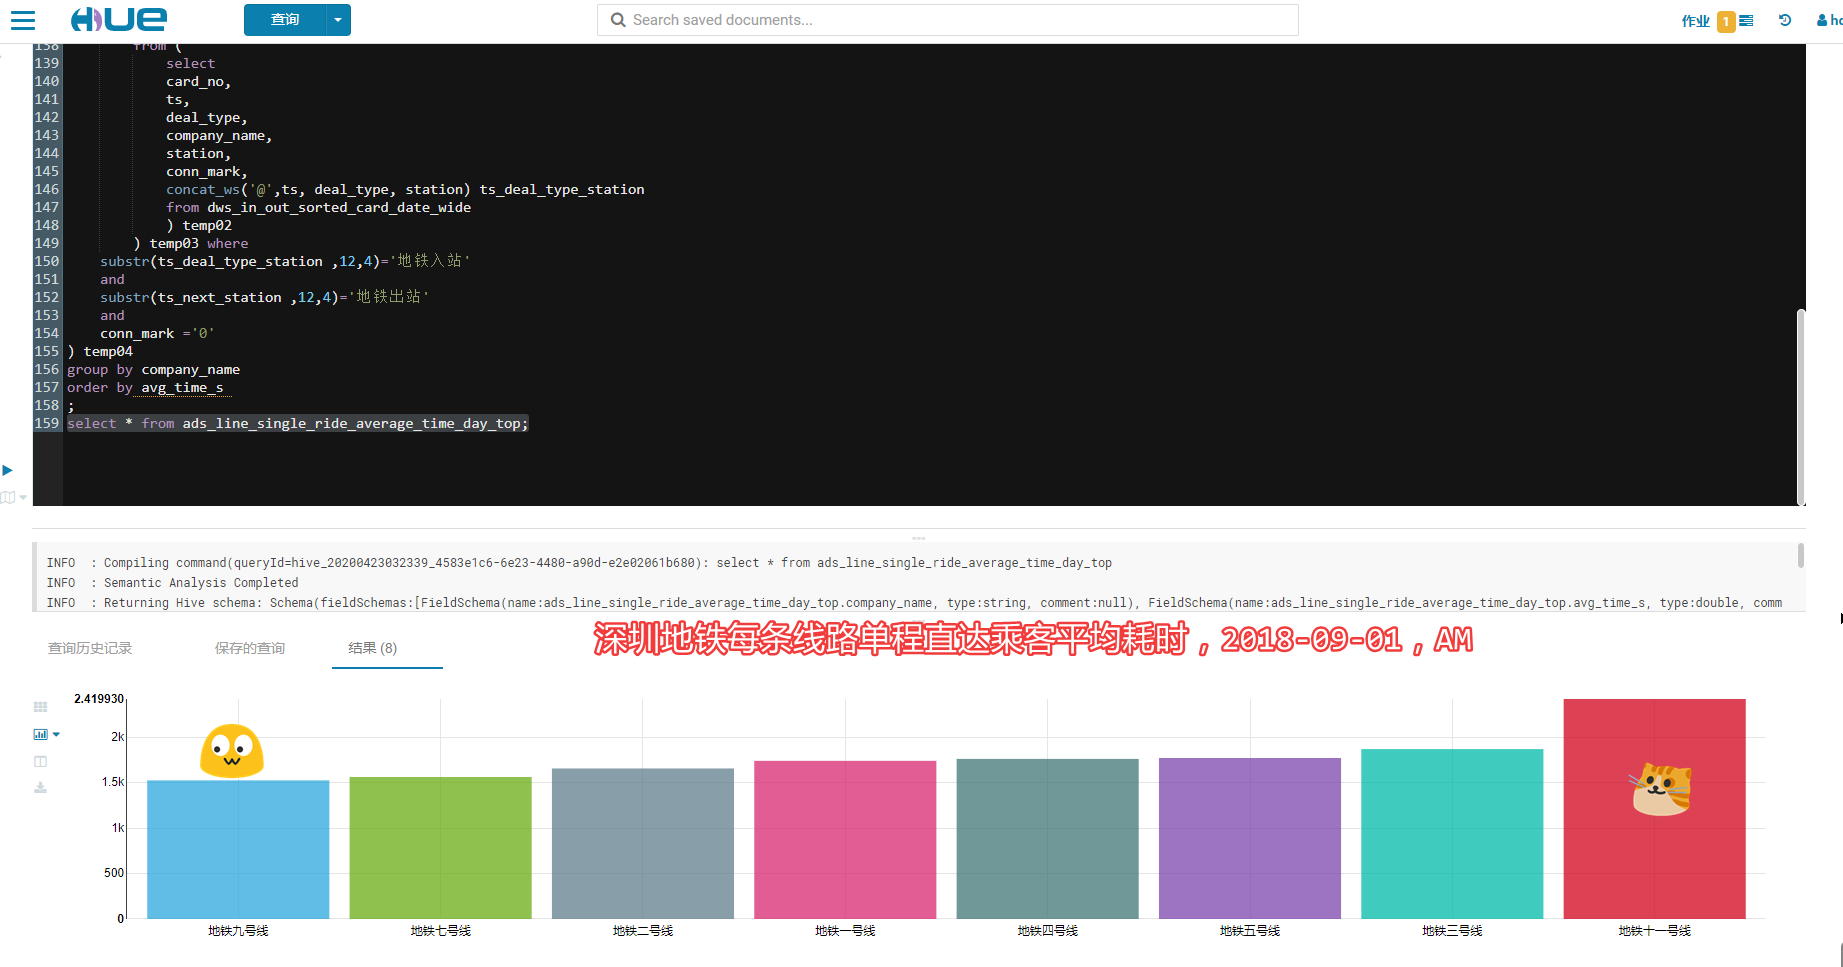 HUE
查询
Search saved documents...
作业 1
ho
138 from (
139 select
140 card_no,
141 ts,
142 deal_type,
143 company_name,
144 station,
145 conn_mark,
146 concat_ws('@',ts, deal_type, station) ts_deal_type_station
147 from dws_in_out_sorted_card_date_wide
148 ) temp02
149 ) temp03 where
150 substr(ts_deal_type_station ,12,4)='地铁入站'
151 and
152 substr(ts_next_station ,12,4)='地铁出站'
153 and
154 conn_mark ='0'
155 ) temp04
156 group by company_name
157 order by avg_time_s
158 ;
159 select * from ads_line_single_ride_average_time_day_top;
INFO : Compiling command(queryId=hive_20200423032339_4583e1c6-6e23-4480-a90d-e2e02061b680): select * from ads_line_single_ride_average_time_day_top
INFO : Semantic Analysis Completed
INFO : Returning Hive schema: Schema(fieldSchemas:[FieldSchema(name:ads_line_single_ride_average_time_day_top.company_name, type:string, comment:null), FieldSchema(name:ads_line_single_ride_average_time_day_top.avg_time_s, type:double, comm
深圳地铁每条线路单程直达乘客平均耗时，2018-09-01，AM
查询历史记录 保存的查询 结果 (8)
2.419930
2k
1.5k
1k
500
0
地铁九号线 地铁七号线 地铁二号线 地铁一号线 地铁四号线 地铁五号线 地铁三号线 地铁十一号线